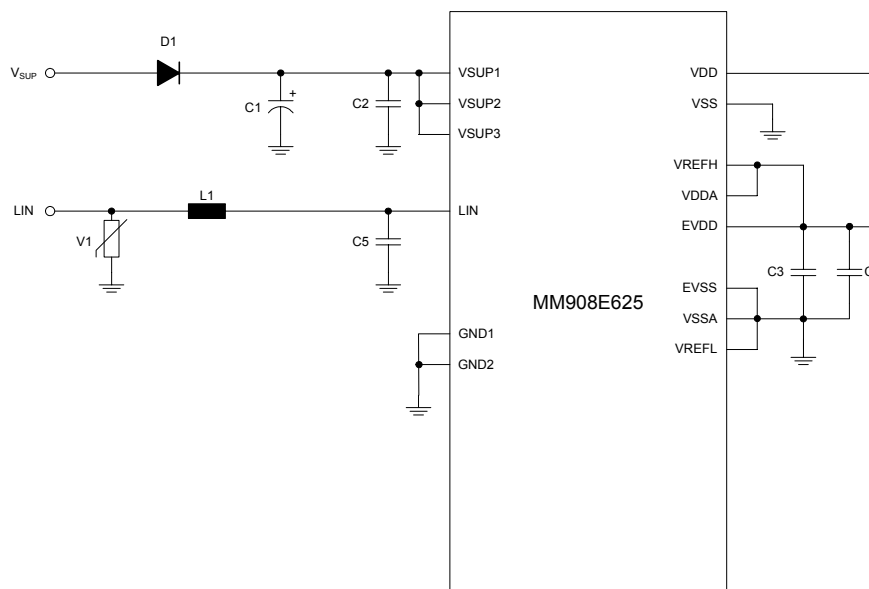 D1
V_SUP
C1
+
C2
VSUP1
VSUP2
VSUP3
VDD
VSS
VREFH
VDDA
LIN
V1
L1
C5
LIN
EVDD
C3
EVSS
MM908E625
VSSA
VREFL
GND1
GND2